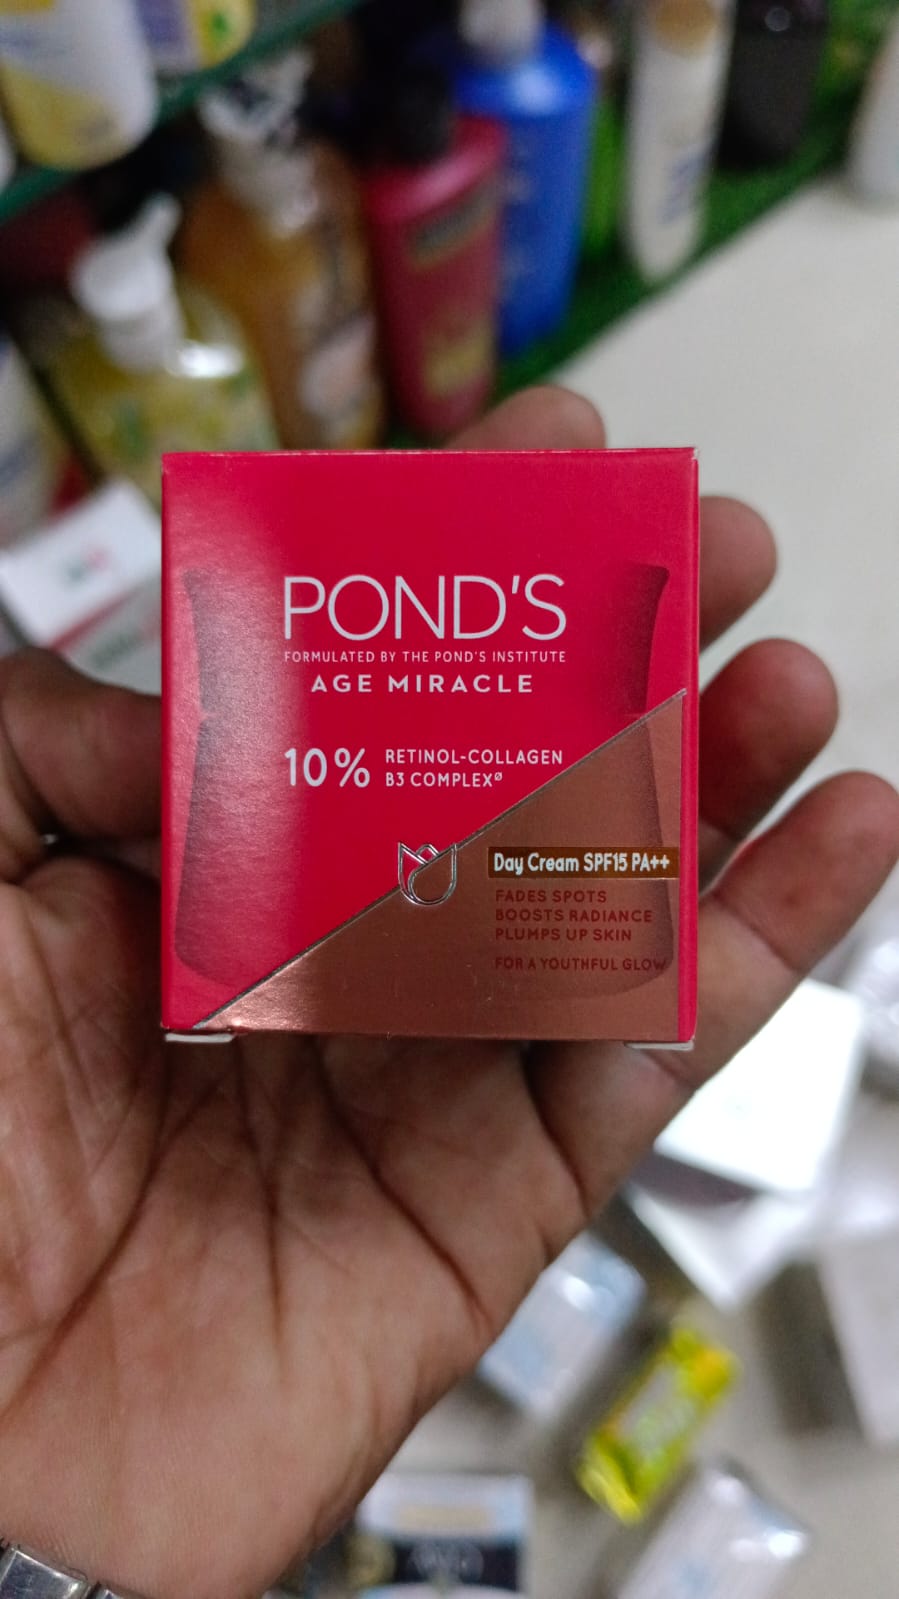 POND'S
FORMULATED BY THE POND'S INSTITUTE
AGE MIRACLE
10% RETINOL-COLLAGEN
B3 COMPLEXø
Day Cream SPF15 PA++
FADES SPOTS
BOOSTS RADIANCE
PLUMPS UP SKIN
FOR A YOUTHFUL GLOW